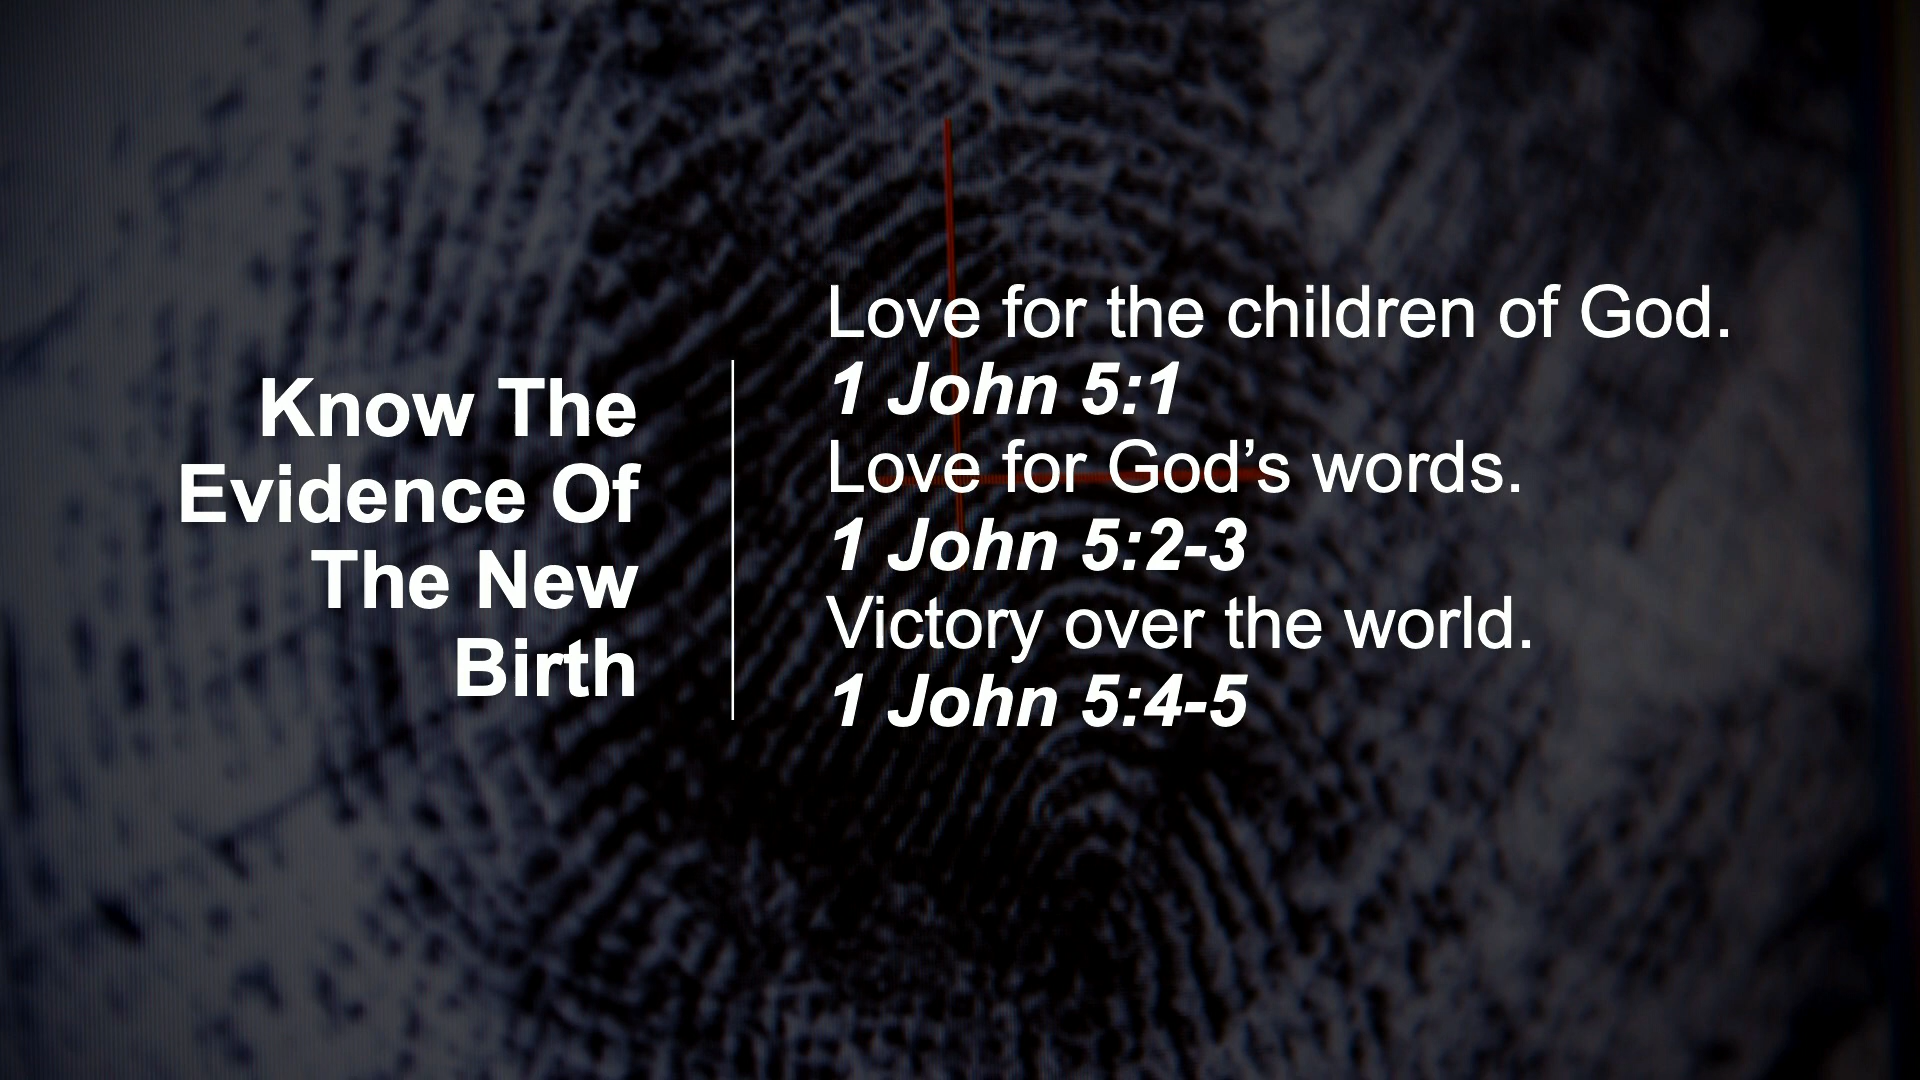 Know The
Evidence Of
The New
Birth
Love for the children of God.
1 John 5:1
Love for God’s words.
1 John 5:2-3
Victory over the world.
1 John 5:4-5